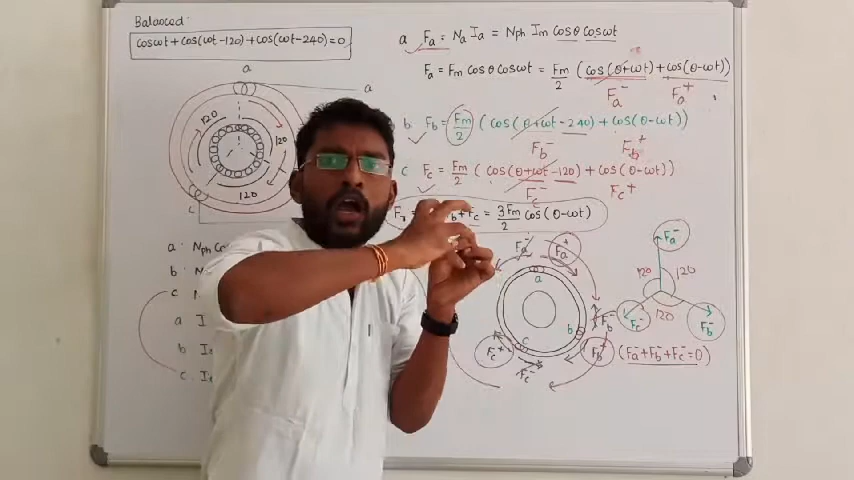 Balanced:
cosωt+cos(ωt-120)+cos(ωt-240)=0
a Fa = Na Ia = Nph Im cosθ cosωt
Fa = Fm cosθ cosωt = Fm/2 (cos(θ+ωt)+cos(θ-ωt))
Fa⁻ Fa⁺
b Fb = Fm/2 (cos(θ+ωt-240)+cos(θ-ωt))
Fb⁻ Fb⁺
c Fc = Fm/2 (cos(θ+ωt-120)+cos(θ-ωt))
Fc⁻ Fc⁺
b+Fc = 3Fm/2 cos(θ-ωt)
a
a
120
120
120
c
a : Nph Co
b : N
c
a I
b I
c I
Fa⁻ Fa⁺
a
b
c
Fb⁻
Fb⁺
Fc⁺
Fc⁻
Fa⁻
120 120
120
Fc⁻ Fb⁻
(Fa⁻+Fb⁻+Fc⁻=0)